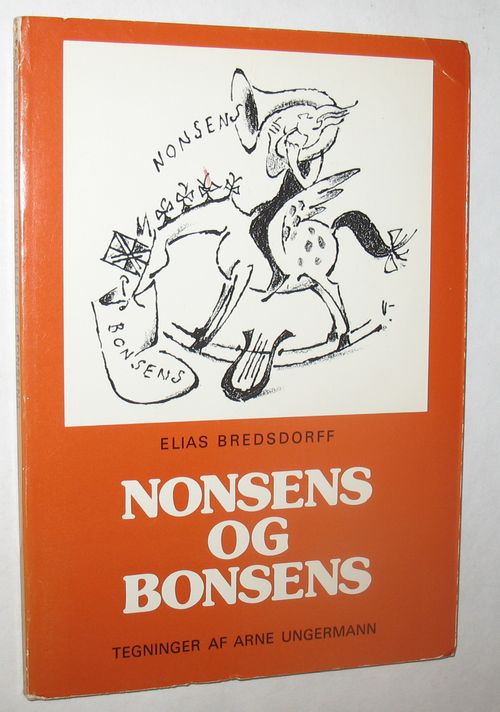 NONSENS
BONSENS
ELIAS BREDSDORFF
NONSENS
OG
BONSENS
TEGNINGER AF ARNE UNGERMANN